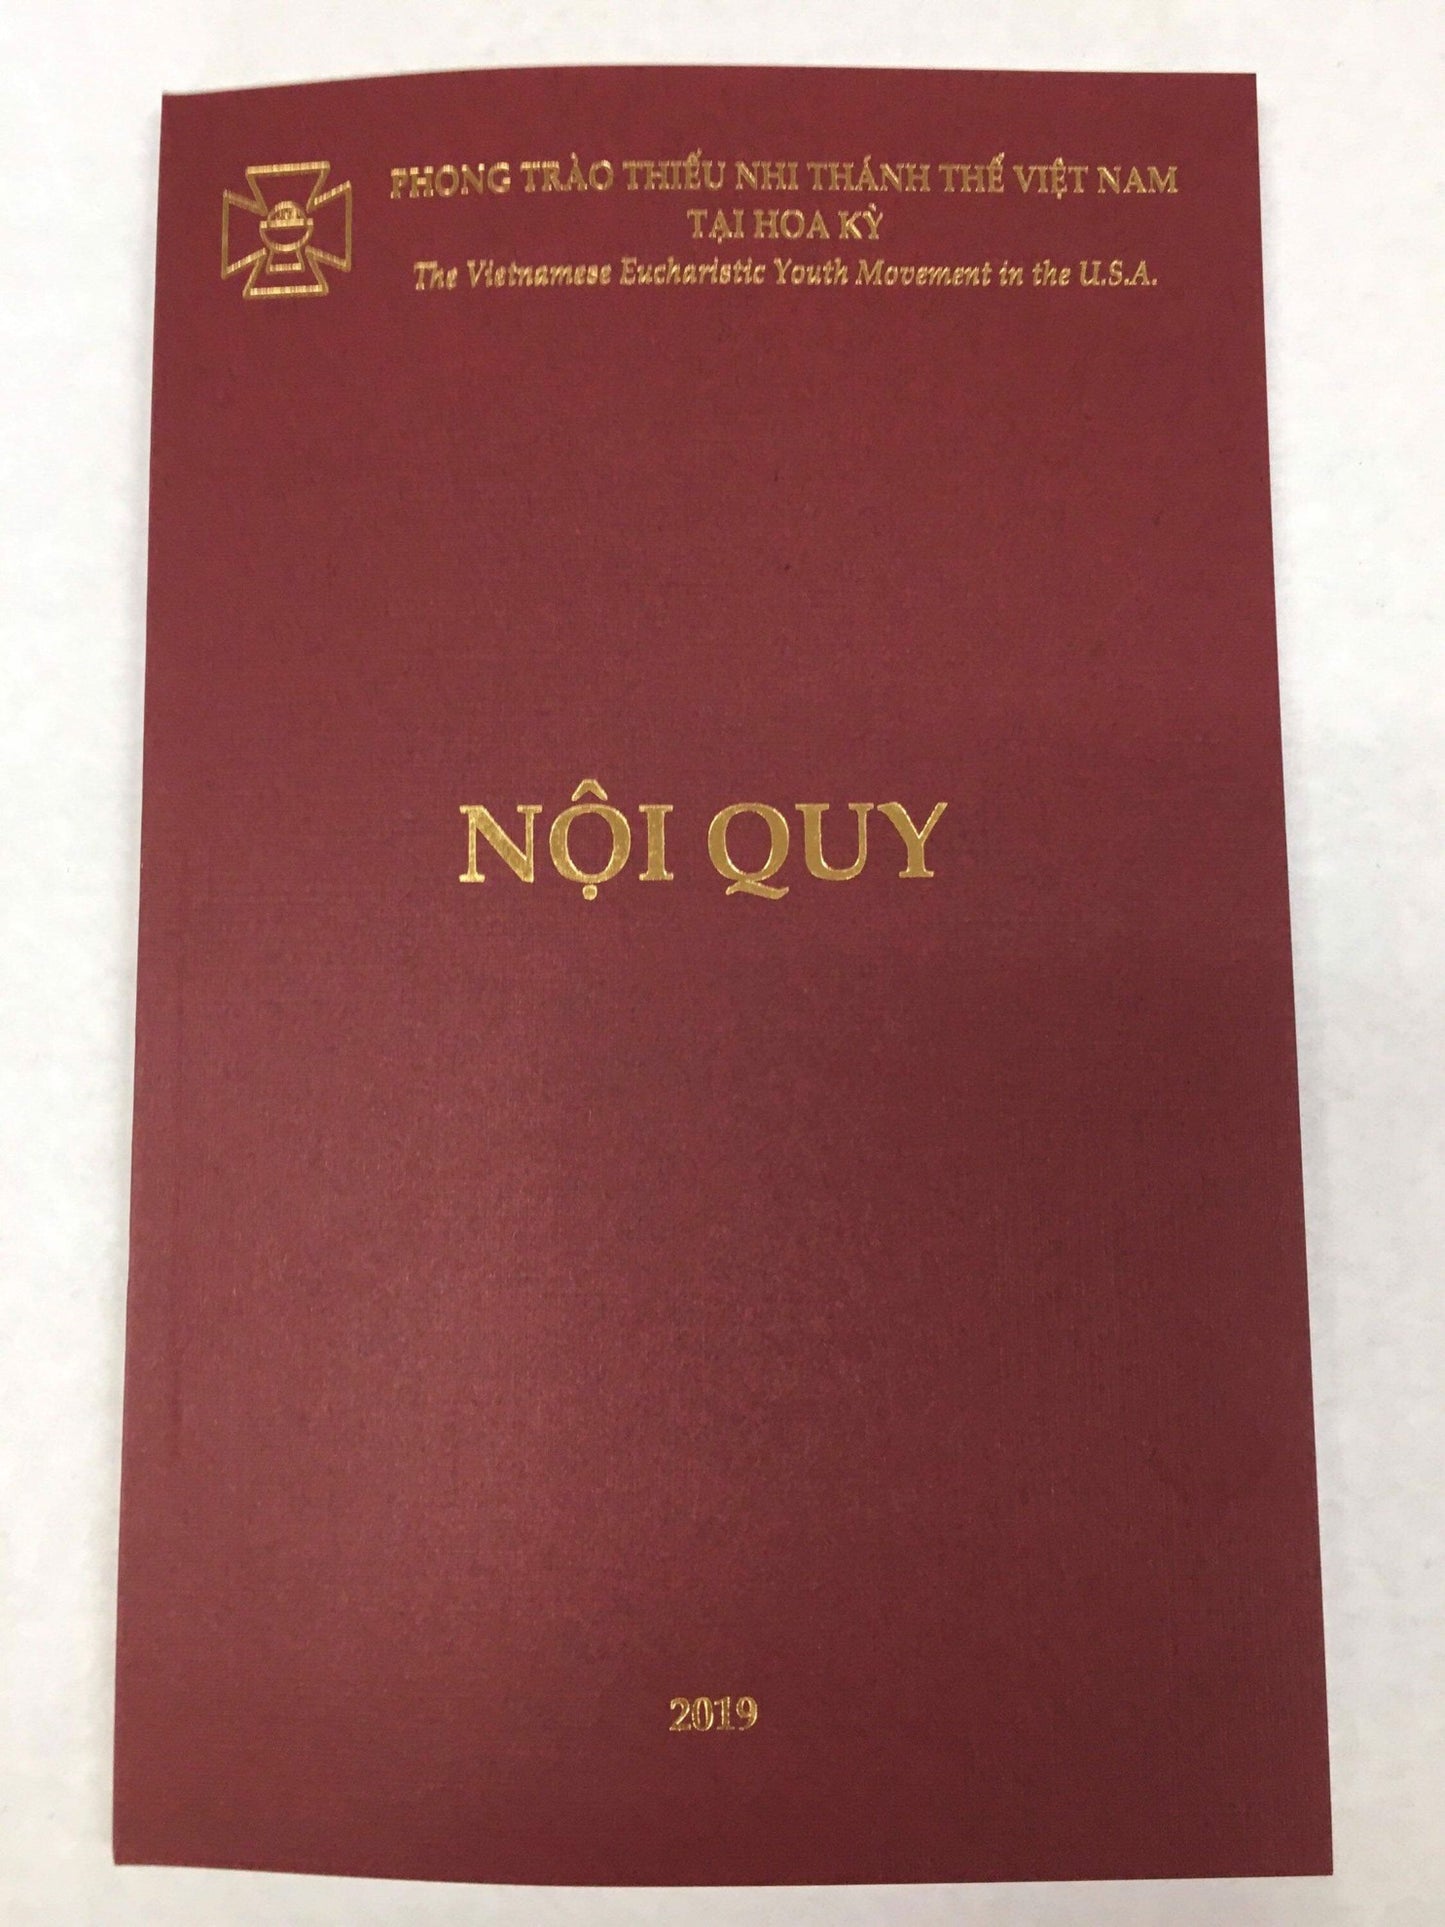 PHONG TRÀO THIẾU NHI THÁNH THỂ VIỆT NAM
TẠI HOA KỲ
The Vietnamese Eucharistic Youth Movement in the U.S.A.
NỘI QUY
2019